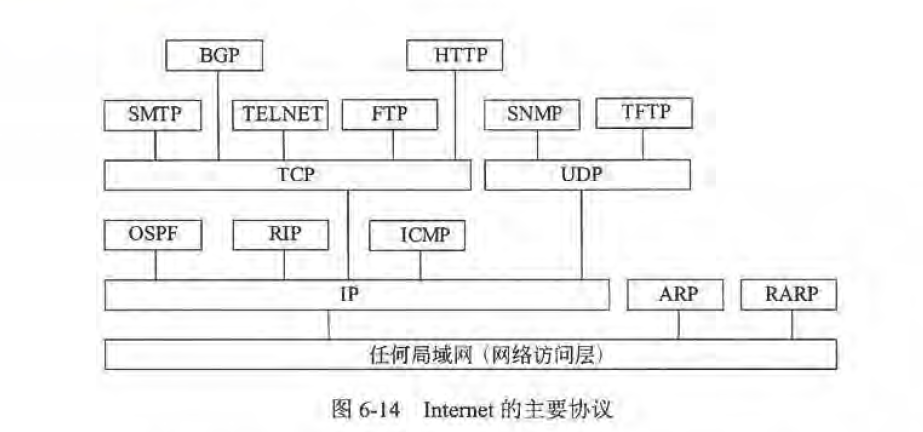 BGP HTTP
SMTP TELNET FTP SNMP TFTP
TCP UDP
OSPF RIP ICMP
IP ARP RARP
任何局域网（网络访问层）
图 6-14 Internet 的主要协议